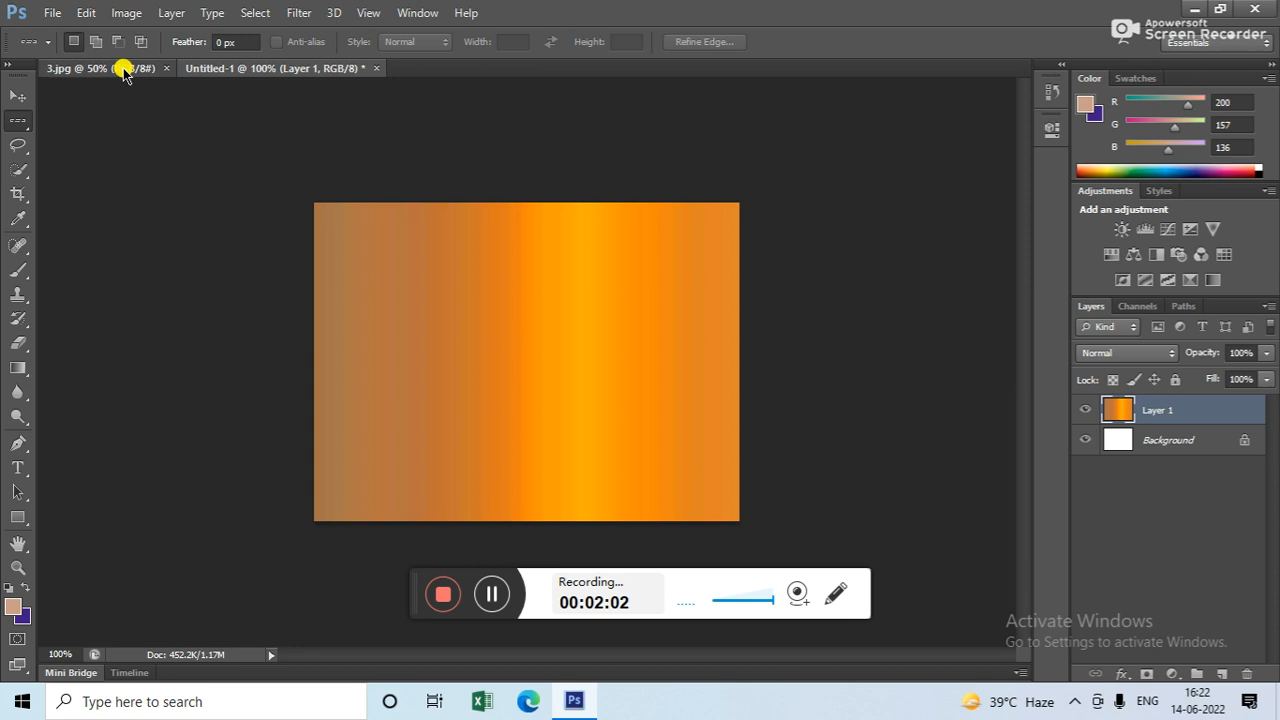 Ps File Edit Image Layer Type Select Filter 3D View Window Help
Apowersoft
Screen Recorder
Feather: 0 px Anti-alias Style: Normal Width: Height: Refine Edge... Essentials
3.jpg @ 50% ( /8#) × Untitled-1 @ 100% (Layer 1, RGB/8) * ×
Color Swatches
R 200
G 157
B 136
Adjustments Styles
Add an adjustment
Layers Channels Paths
Kind
Normal Opacity: 100%
Lock: Fill: 100%
Layer 1
Background
Recording...
00:02:02
Activate Windows
Go to Settings to activate Windows.
100% Doc: 452.2K/1.17M
Mini Bridge Timeline
Type here to search
Ps
39°C Haze
ENG
16:22
14-06-2022